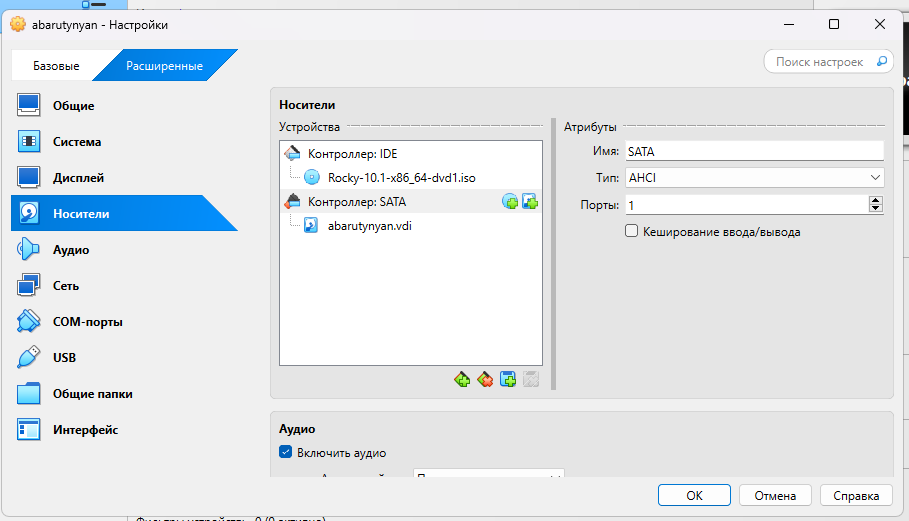 abarutynyan - Настройки
Базовые
Расширенные
Поиск настроек
Общие
Система
Дисплей
Носители
Аудио
Сеть
COM-порты
USB
Общие папки
Интерфейс
Носители
Устройства
Контроллер: IDE
Rocky-10.1-x86_64-dvd1.iso
Контроллер: SATA
abarutynyan.vdi
Атрибуты
Имя: SATA
Тип: AHCI
Порты: 1
Кеширование ввода/вывода
Аудио
Включить аудио
OK
Отмена
Справка